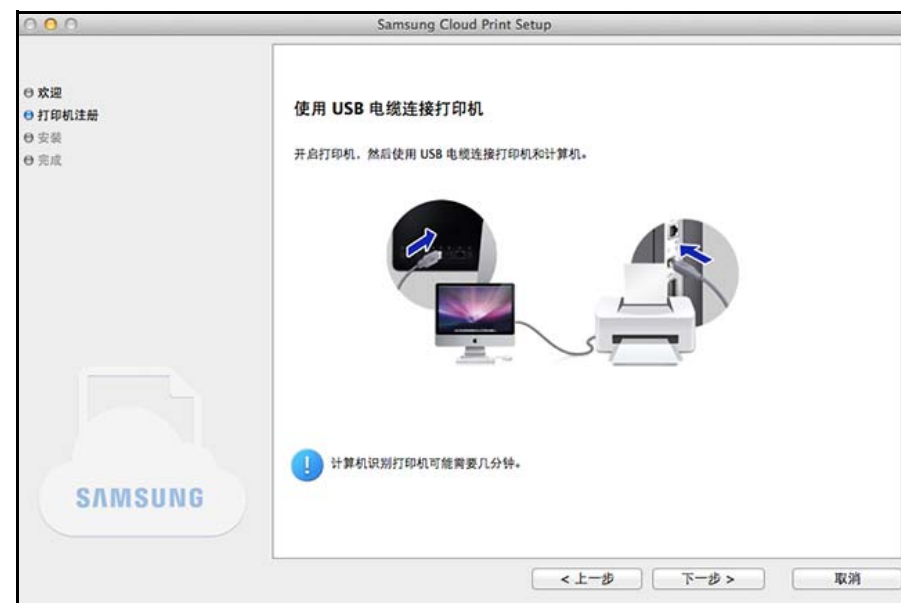 Samsung Cloud Print Setup
欢迎
打印机注册
安装
完成
使用 USB 电缆连接打印机
开启打印机，然后使用 USB 电缆连接打印机和计算机。
计算机识别打印机可能需要几分钟。
SAMSUNG
< 上一步
下一步 >
取消